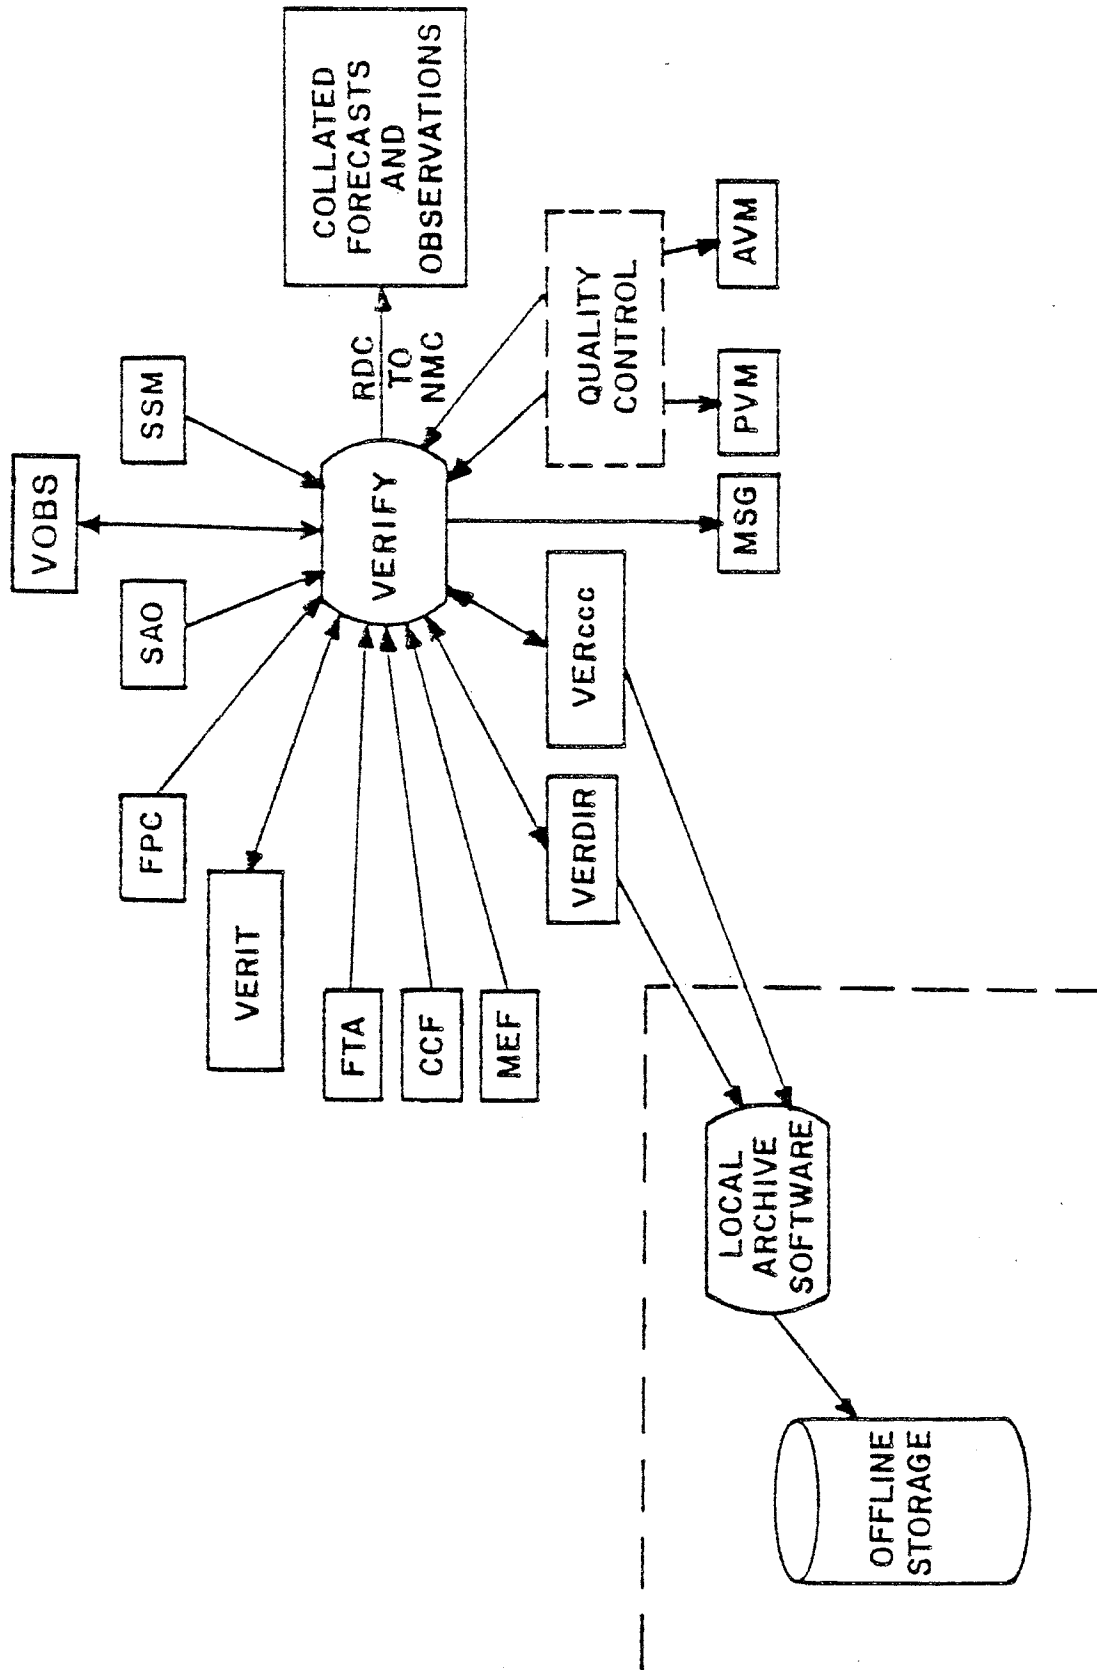 VOBS
SAO
SSM
FPC
VERIT
FTA
CCF
MEF
VERIFY
RDC
TO
NMC
COLLATED
FORECASTS
AND
OBSERVATIONS
VERDIR
VERccc
QUALITY
CONTROL
MSG
PVM
AVM
LOCAL
ARCHIVE
SOFTWARE
OFFLINE
STORAGE